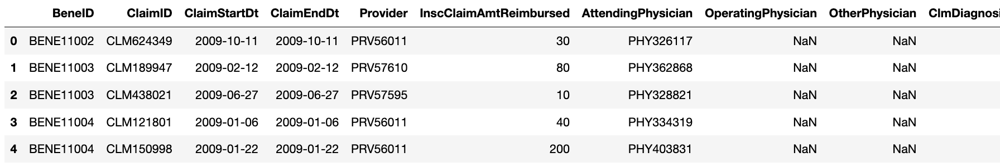 BeneID ClaimID ClaimStartDt ClaimEndDt Provider InscClaimAmtReimbursed AttendingPhysician OperatingPhysician OtherPhysician ClmDiagnosi
0 BENE11002 CLM624349 2009-10-11 2009-10-11 PRV56011 30 PHY326117 NaN NaN
1 BENE11003 CLM189947 2009-02-12 2009-02-12 PRV57610 80 PHY362868 NaN NaN
2 BENE11003 CLM438021 2009-06-27 2009-06-27 PRV57595 10 PHY328821 NaN NaN
3 BENE11004 CLM121801 2009-01-06 2009-01-06 PRV56011 40 PHY334319 NaN NaN
4 BENE11004 CLM150998 2009-01-22 2009-01-22 PRV56011 200 PHY403831 NaN NaN